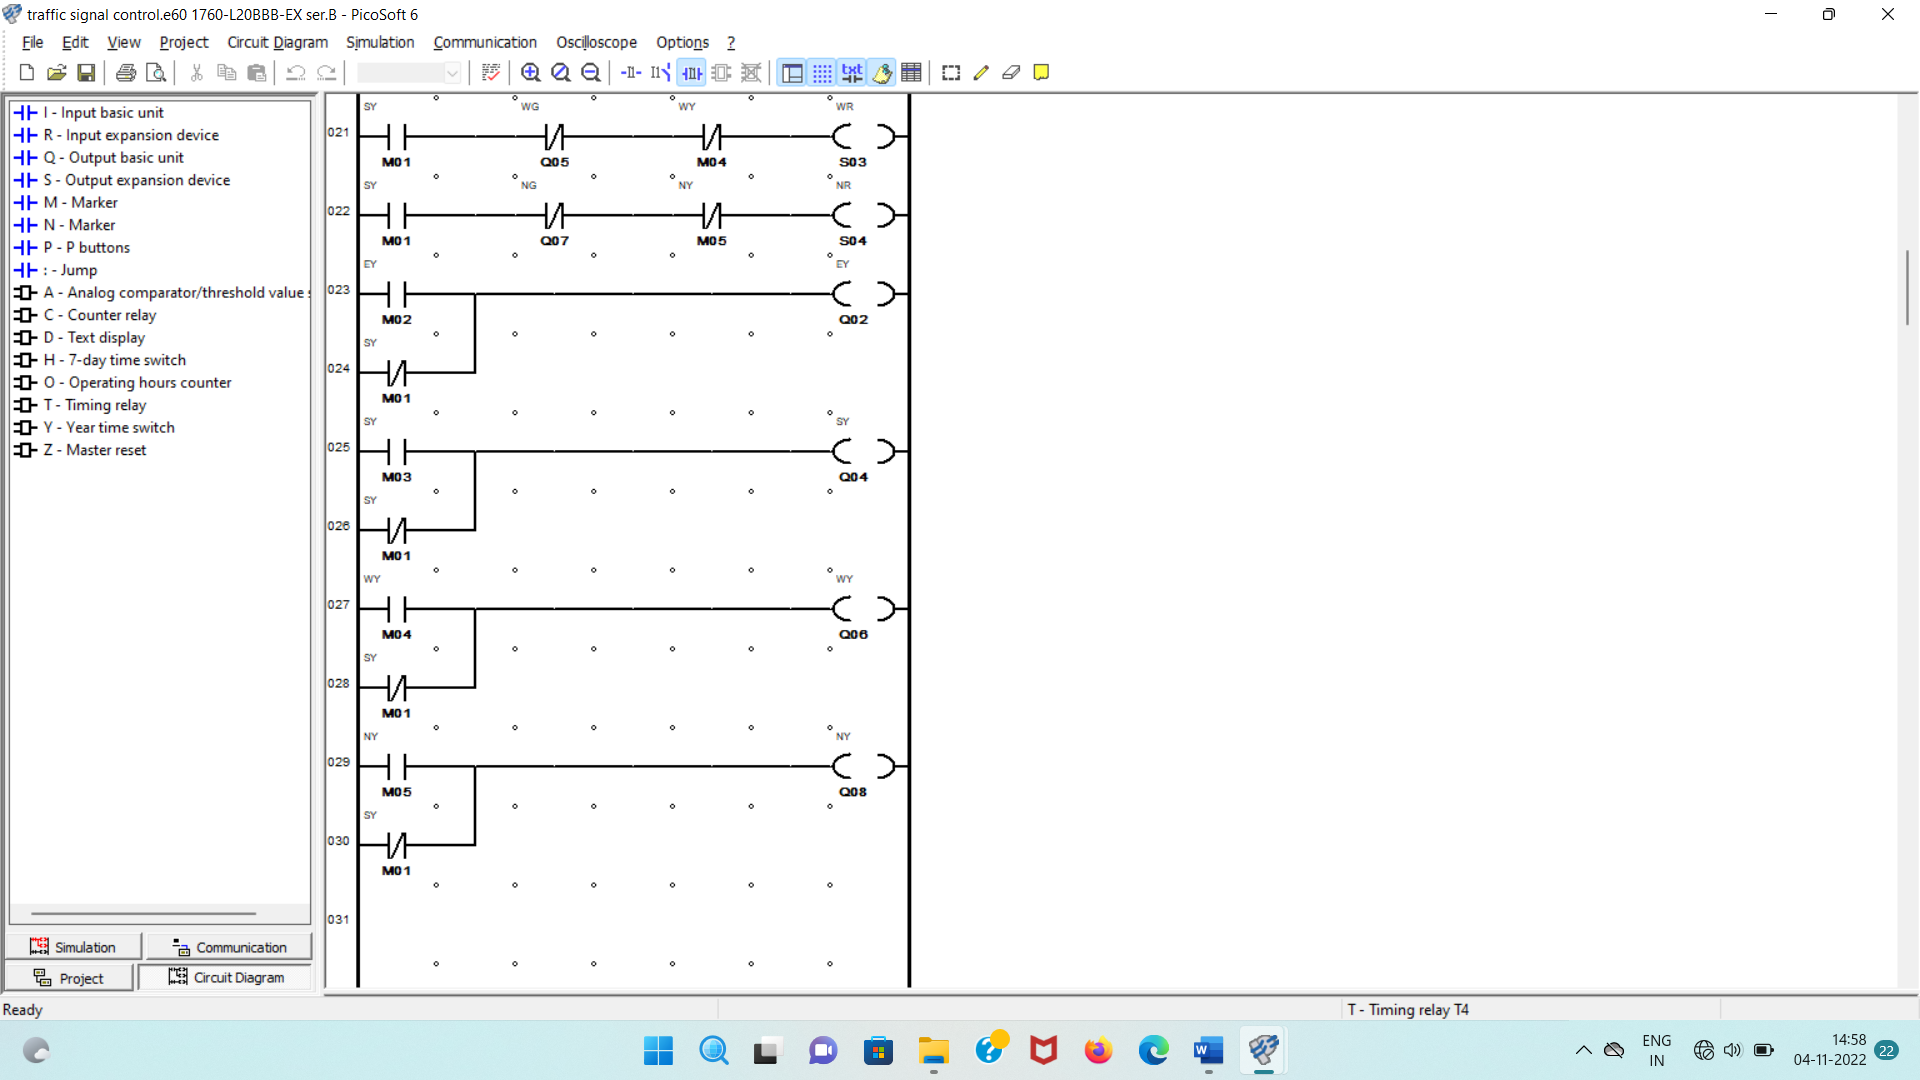 traffic signal control.e60 1760-L20BBB-EX ser.B - PicoSoft 6
File Edit View Project Circuit Diagram Simulation Communication Oscilloscope Options ?
txt
I - Input basic unit
R - Input expansion device
Q - Output basic unit
S - Output expansion device
M - Marker
N - Marker
P - P buttons
: - Jump
A - Analog comparator/threshold value
C - Counter relay
D - Text display
H - 7-day time switch
O - Operating hours counter
T - Timing relay
Y - Year time switch
Z - Master reset
Simulation Communication
Project Circuit Diagram
SY WG WY WR
021
M01 Q05 M04 S03
SY NG NY NR
022
M01 Q07 M05 S04
EY EY
023
M02 Q02
SY
024
M01
SY SY
025
M03 Q04
SY
026
M01
WY WY
027
M04 Q06
SY
028
M01
NY NY
029
M05 Q08
SY
030
M01
031
Ready T - Timing relay T4
ENG
IN
14:58
04-11-2022
22